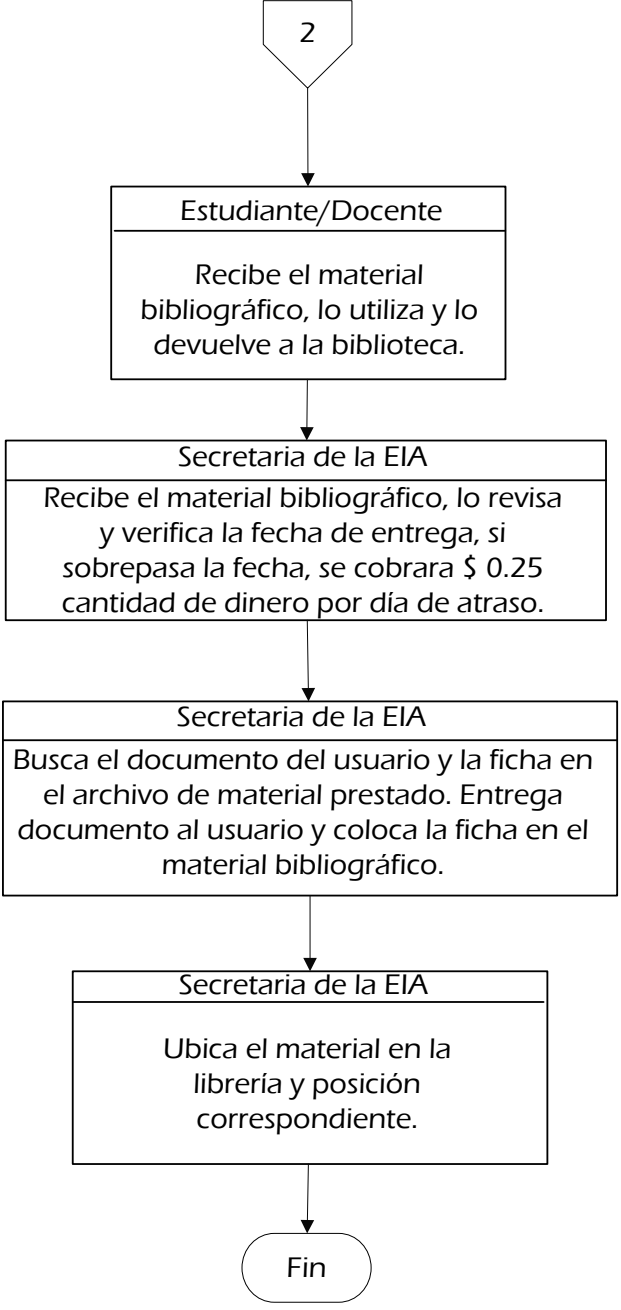 2
Estudiante/Docente
Recibe el material
bibliográfico, lo utiliza y lo
devuelve a la biblioteca.
Secretaria de la EIA
Recibe el material bibliográfico, lo revisa
y verifica la fecha de entrega, si
sobrepasa la fecha, se cobrara $ 0.25
cantidad de dinero por día de atraso.
Secretaria de la EIA
Busca el documento del usuario y la ficha en
el archivo de material prestado. Entrega
documento al usuario y coloca la ficha en el
material bibliográfico.
Secretaria de la EIA
Ubica el material en la
librería y posición
correspondiente.
Fin